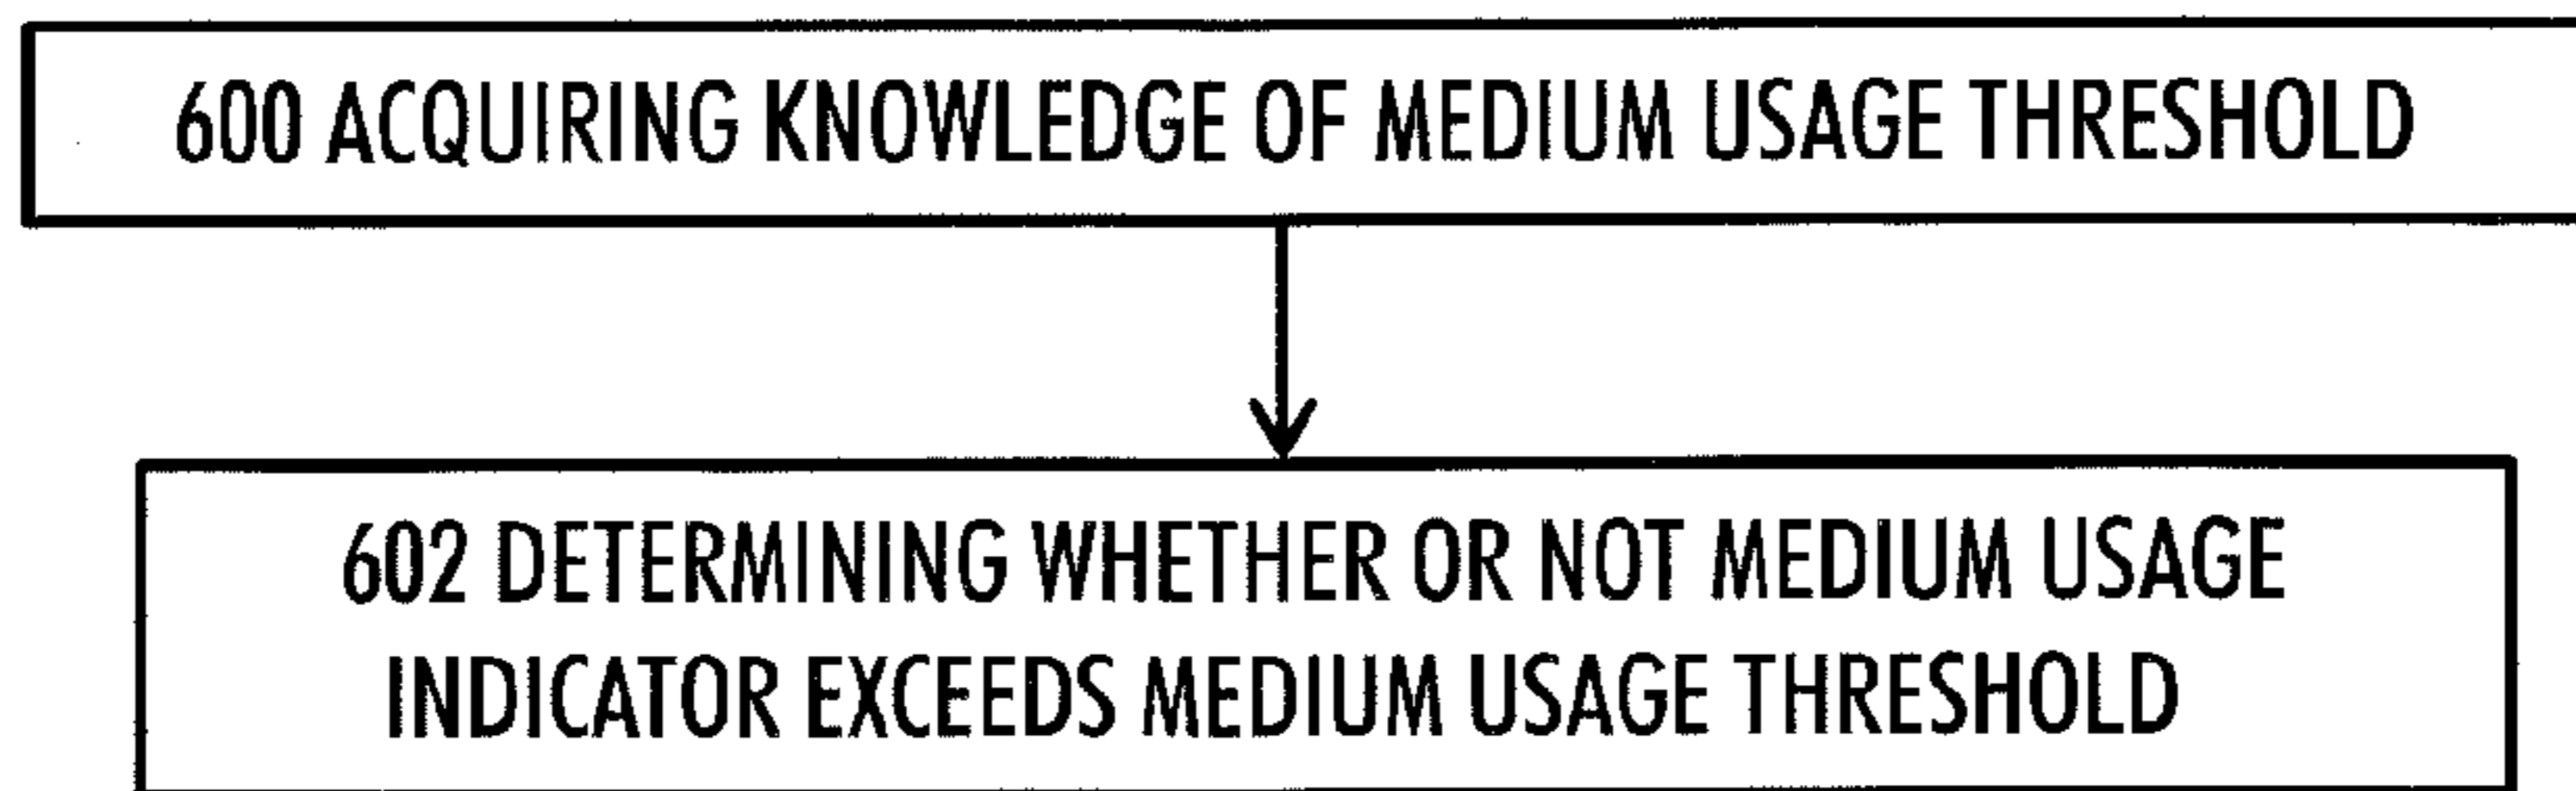 600 ACQUIRING KNOWLEDGE OF MEDIUM USAGE THRESHOLD
602 DETERMINING WHETHER OR NOT MEDIUM USAGE
INDICATOR EXCEEDS MEDIUM USAGE THRESHOLD